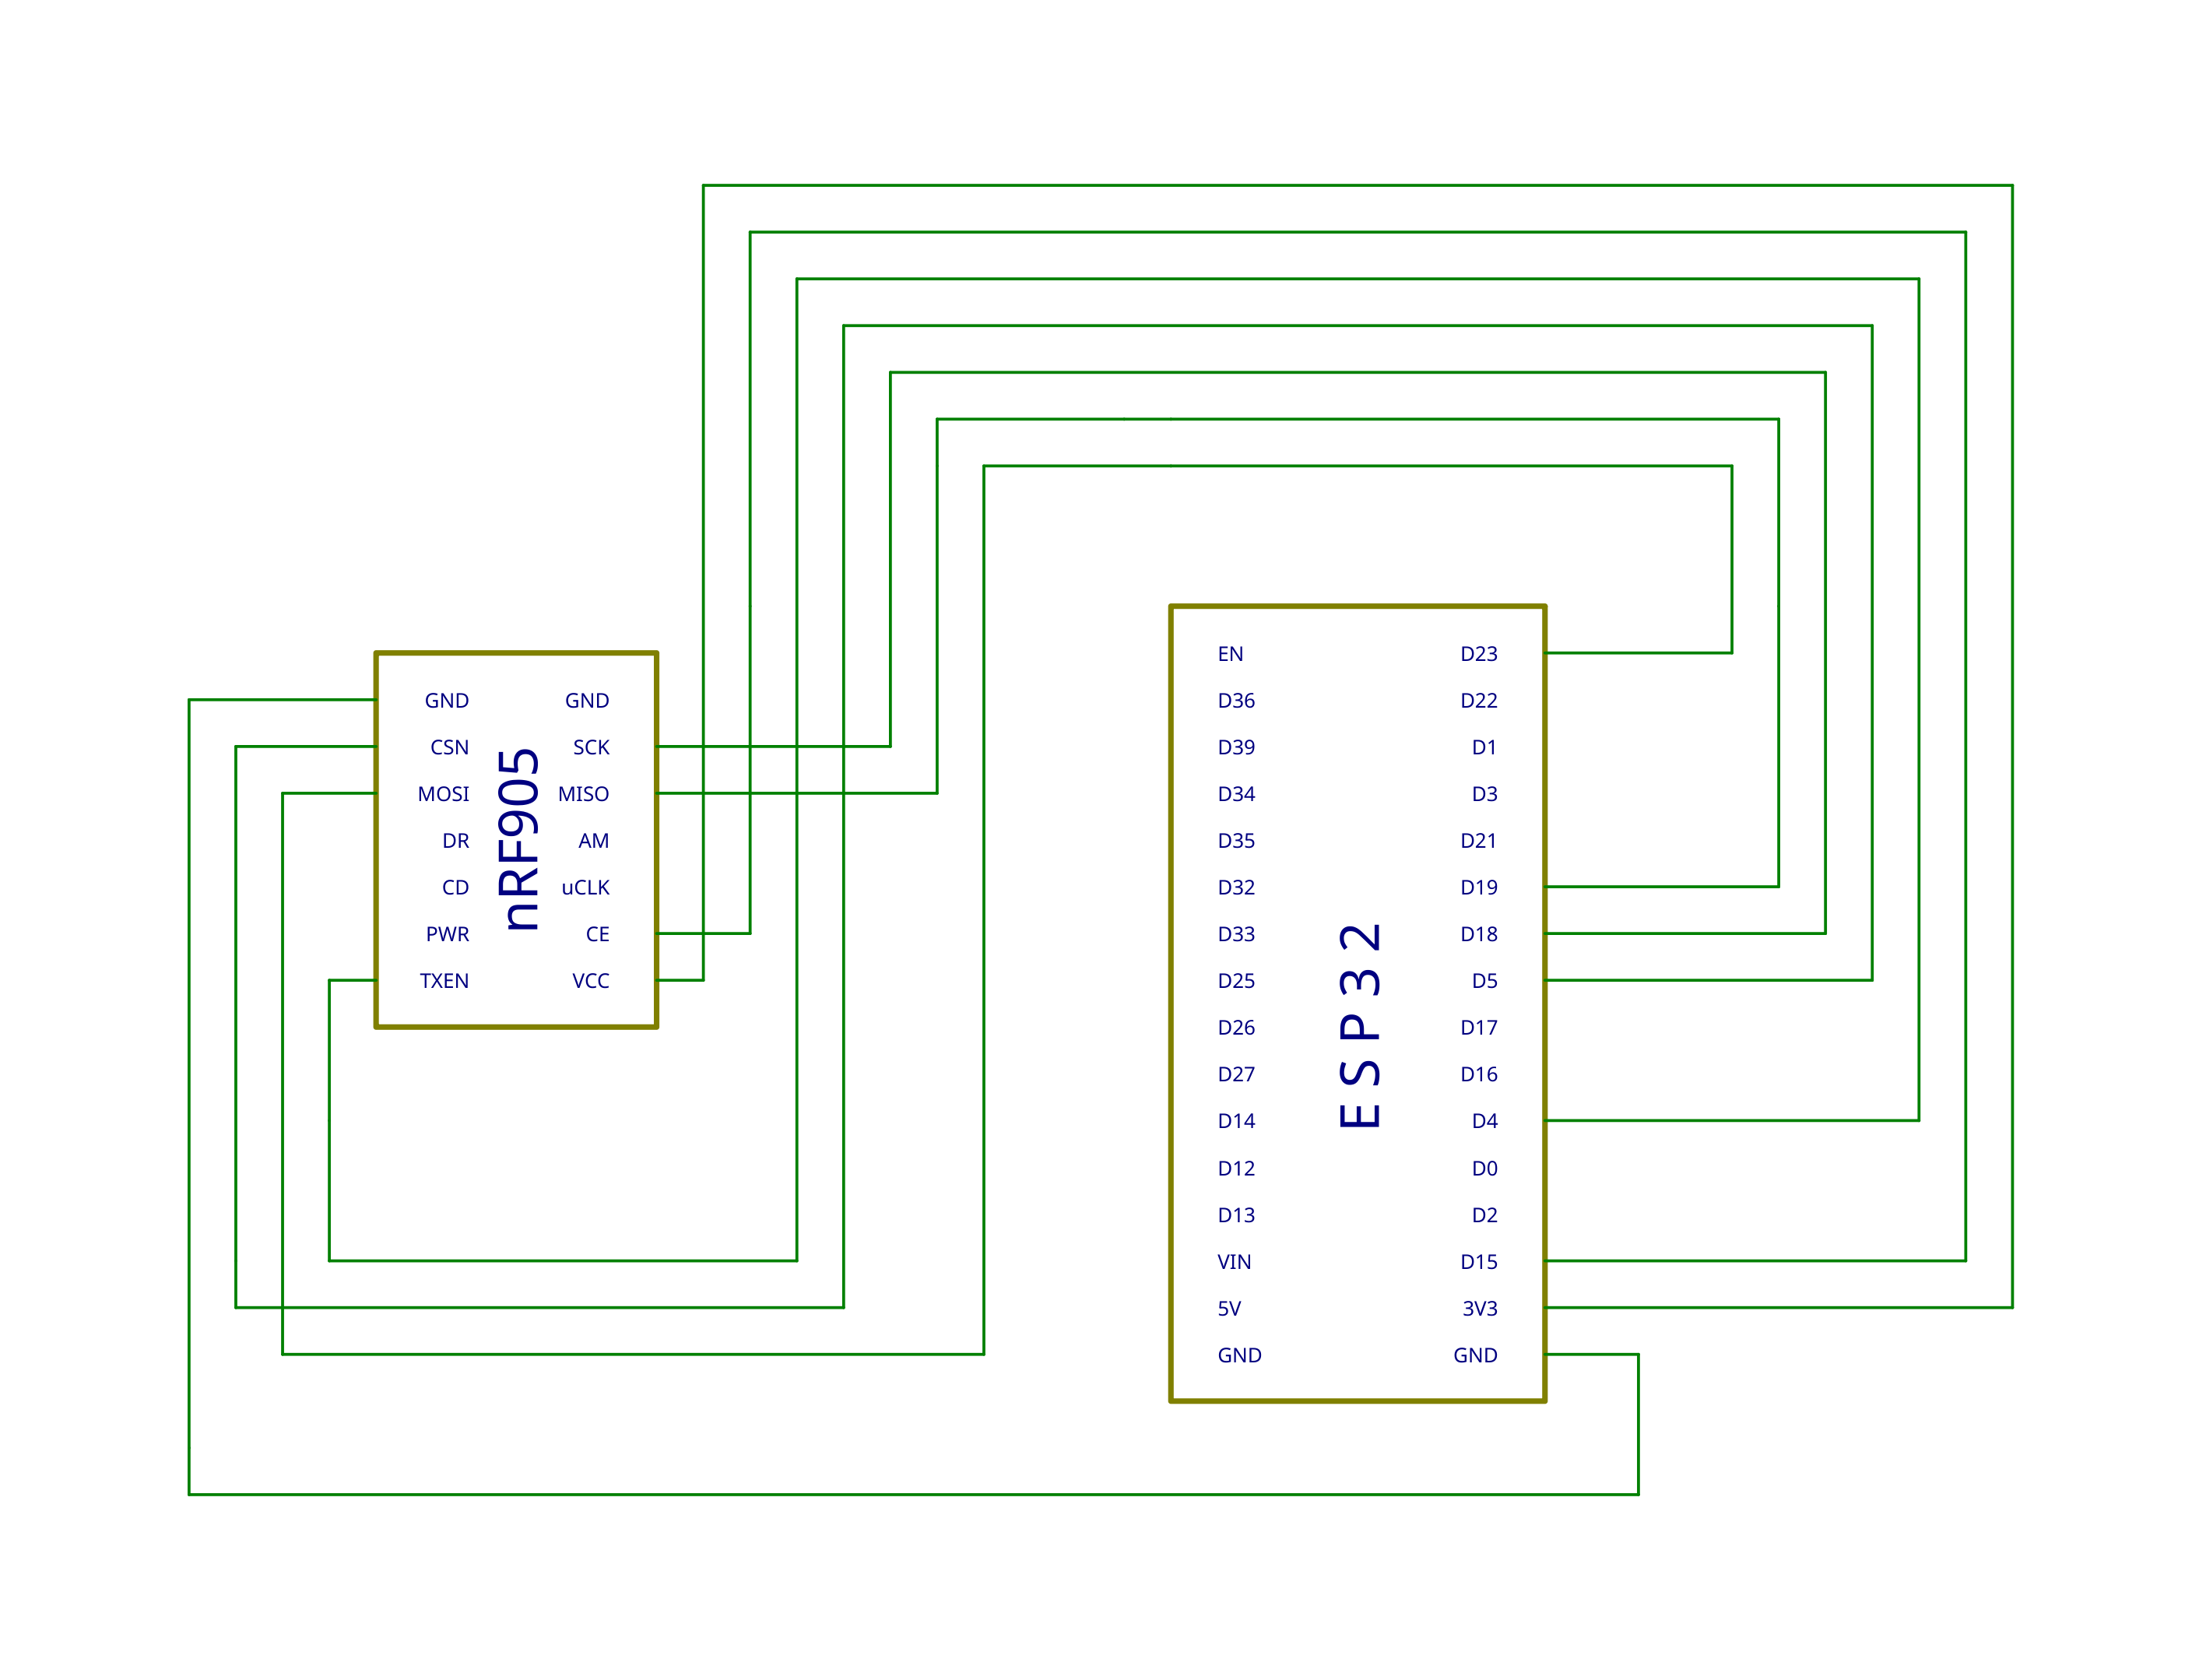 nRF905
GND GND
CSN SCK
MOSI MISO
DR AM
CD uCLK
PWR CE
TXEN VCC
ESP32
EN D23
D36 D22
D39 D1
D34 D3
D35 D21
D32 D19
D33 D18
D25 D5
D26 D17
D27 D16
D14 D4
D12 D0
D13 D2
VIN D15
5V 3V3
GND GND